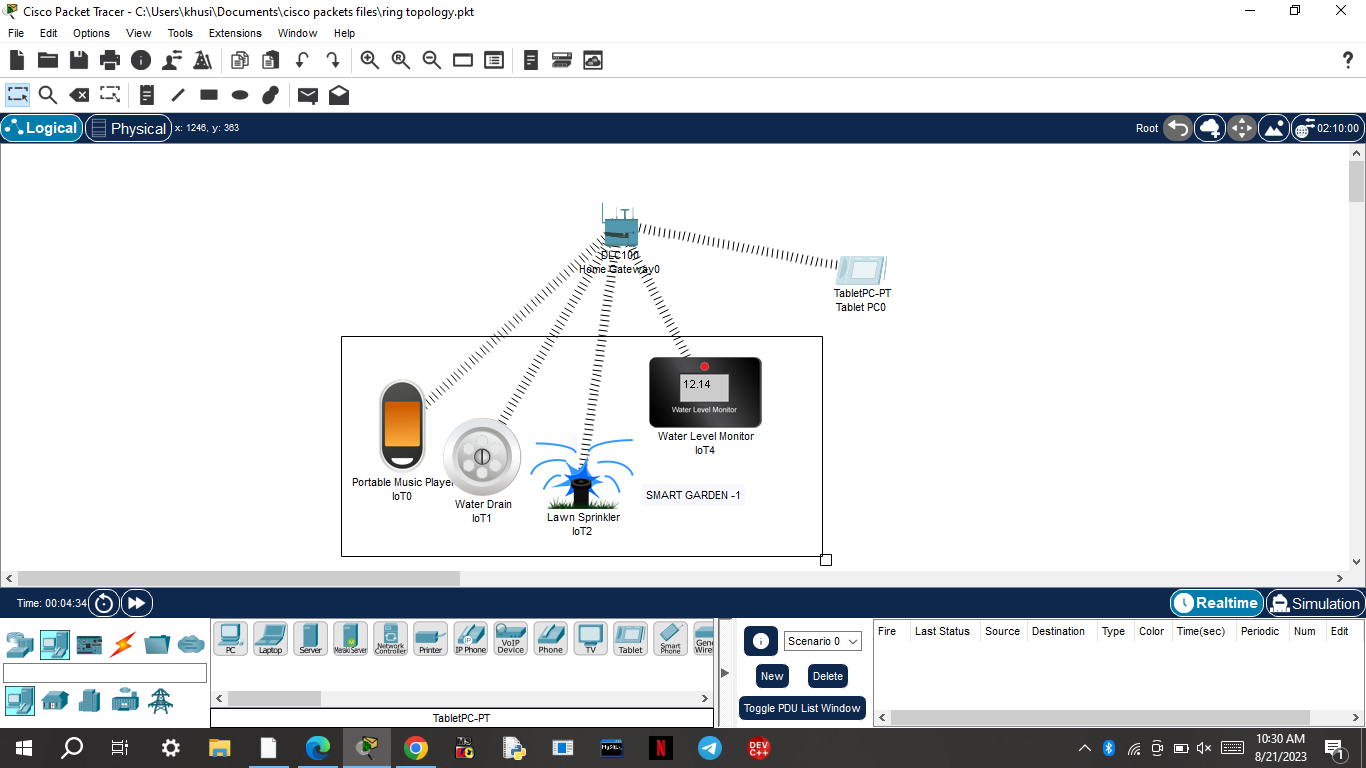 Cisco Packet Tracer - C:\Users\khusi\Documents\cisco packets files\ring topology.pkt
File Edit Options View Tools Extensions Window Help
?
Logical
Physical
x: 1246, y: 363
Root
02:10:00
DLC100
Home Gateway0
TabletPC-PT
Tablet PC0
12.14
Water Level Monitor
Water Level Monitor
IoT4
Portable Music Player
IoT0
Water Drain
IoT1
Lawn Sprinkler
IoT2
SMART GARDEN -1
Time: 00:04:34
Realtime
Simulation
PC
Laptop
Server
Meraki Server
Network
Controller
Printer
IP
IP Phone
VoIP
Device
Phone
TV
Tablet
Smart
Phone
TabletPC-PT
Scenario 0
New
Delete
Toggle PDU List Window
Fire Last Status Source Destination Type Color Time(sec) Periodic Num Edit
MySQL
N
DEV
C++
10:30 AM
8/21/2023
1